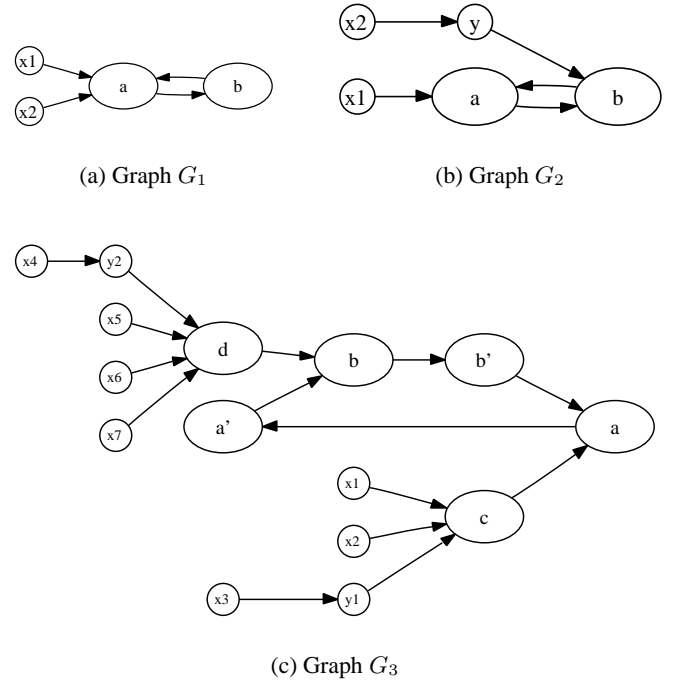 x2
y
x1
a
b
x2
x1
a
b
(a) Graph G1
(b) Graph G2
x4
y2
x5
d
b
b'
x6
x7
a'
a
x1
c
x2
x3
y1
(c) Graph G3